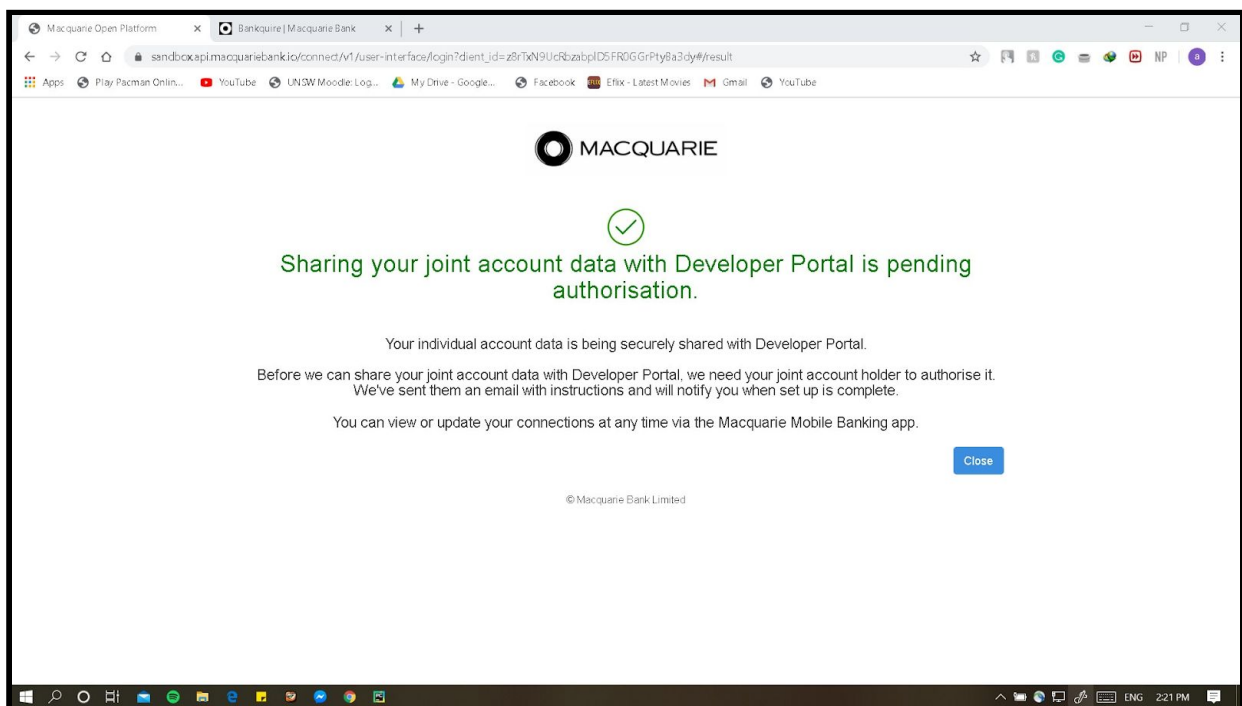 Macquarie Open Platform
Bankquire | Macquarie Bank
sandbox.api.macquariebank.io/connect/v1/user-interface/login?client_id=
Apps Play Pacman Onlin... YouTube UNSW Moodle: Log... My Drive - Google... Facebook Eflix - Latest Movies Gmail YouTube
MACQUARIE
Sharing your joint account data with Developer Portal is pending
authorisation.
Your individual account data is being securely shared with Developer Portal.
Before we can share your joint account data with Developer Portal, we need your joint account holder to authorise it.
We've sent them an email with instructions and will notify you when set up is complete.
You can view or update your connections at any time via the Macquarie Mobile Banking app.
Close
© Macquarie Bank Limited
ENG 2:21 PM